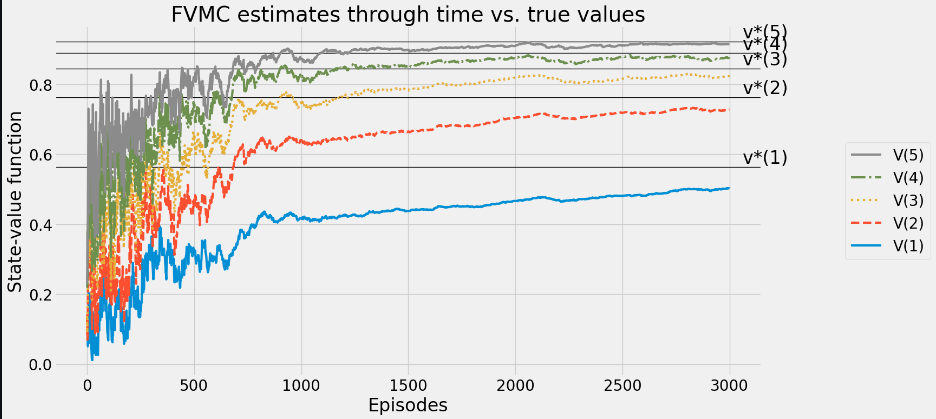 FVMC estimates through time vs. true values
State-value function
0.8
0.6
0.4
0.2
0.0
v*(5)
v*(4)
v*(3)
v*(2)
v*(1)
0 500 1000 1500 2000 2500 3000
Episodes
V(5)
V(4)
V(3)
V(2)
V(1)